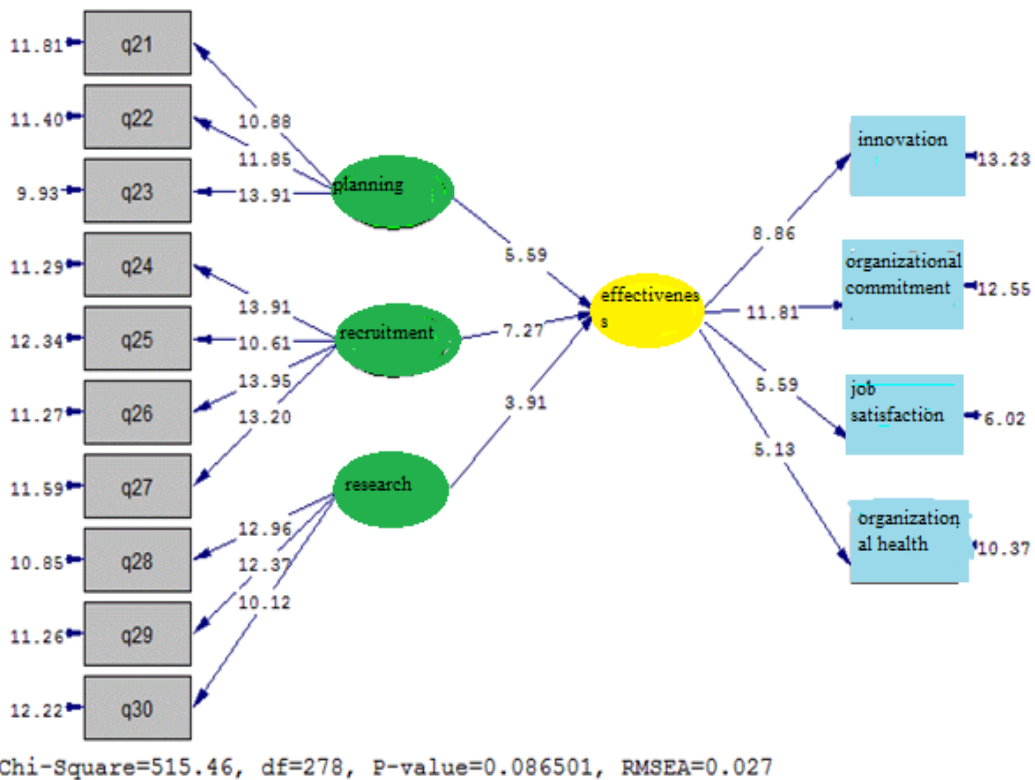 11.81 q21
11.40 q22
9.93 q23
11.29 q24
12.34 q25
11.27 q26
11.59 q27
10.85 q28
11.26 q29
12.22 q30
10.88
11.85
13.91
13.91
10.61
13.95
13.20
12.96
12.37
10.12
planning
recruitment
research
5.59
7.27
3.91
effectivenes
s
8.86
11.81
5.59
5.13
innovation
13.23
organizational
commitment
12.55
job
satisfaction
6.02
organization
al health
10.37
Chi-Square=515.46, df=278, P-value=0.086501, RMSEA=0.027